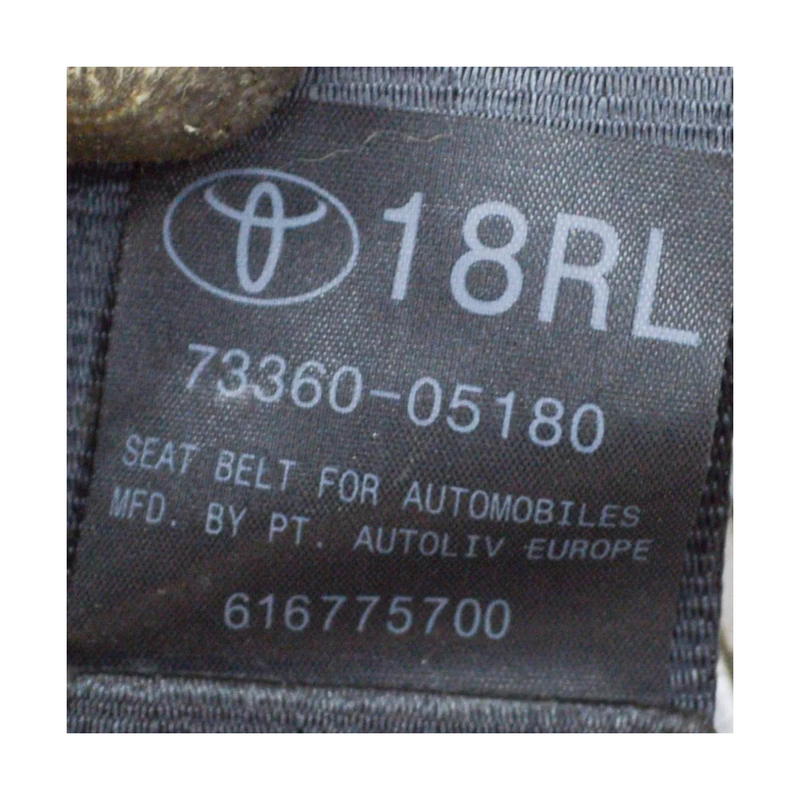 18RL
73360-05180
SEAT BELT FOR AUTOMOBILES
MFD. BY PT. AUTOLIV EUROPE
616775700